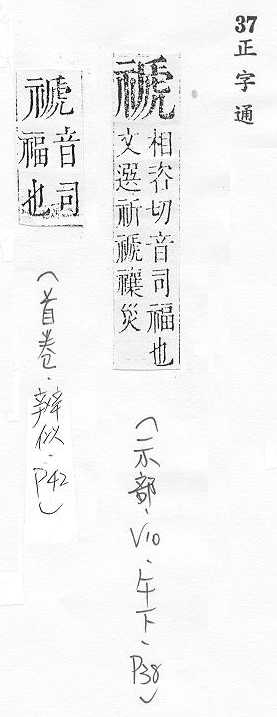 37 正字通
禠
相咨切音司福也
文選祈禠禳災
(示部、V10、午下、P38)
禠
音司
福也
(首卷、辨似、P42)